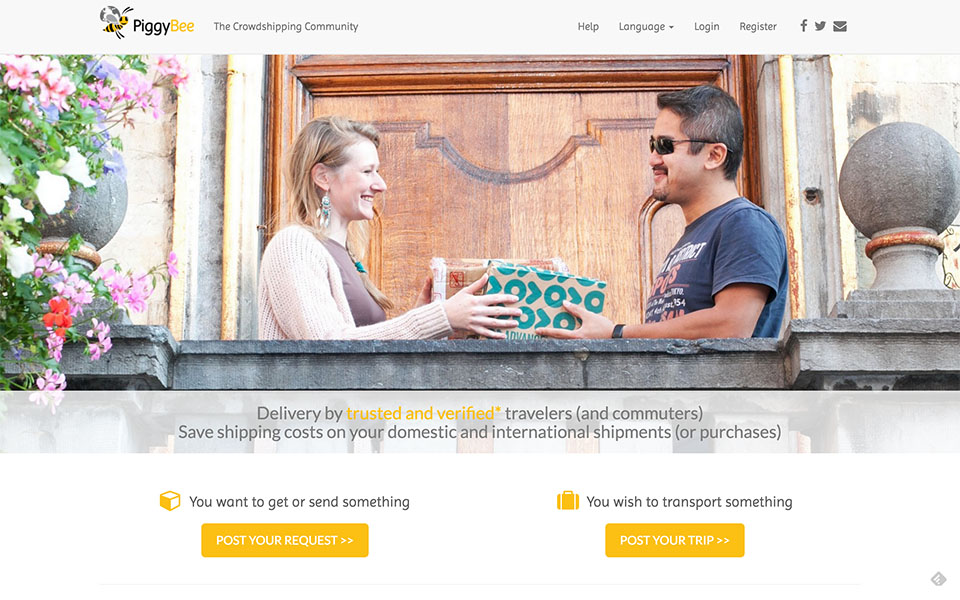 PiggyBee The Crowdshipping Community Help Language Login Register
Delivery by trusted and verified* travelers (and commuters)
Save shipping costs on your domestic and international shipments (or purchases)
You want to get or send something
You wish to transport something
POST YOUR REQUEST >>
POST YOUR TRIP >>